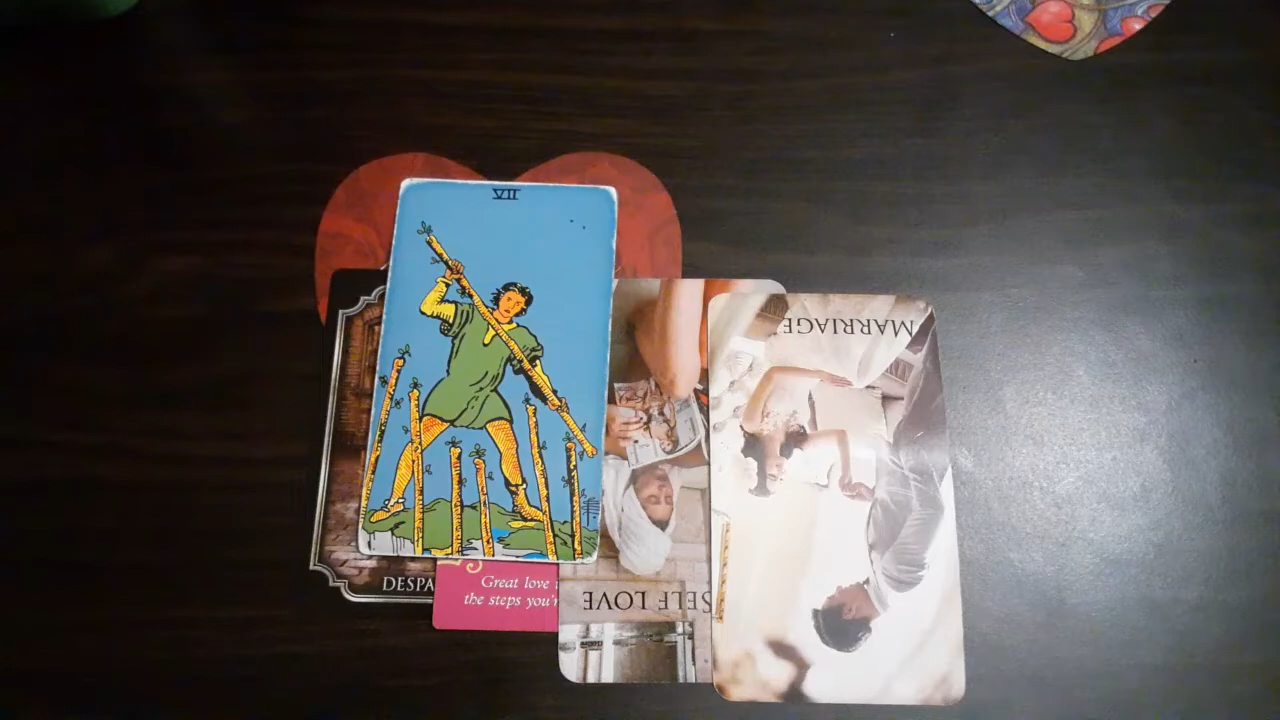 VII
MARRIAGE
DESPA
Great love i
the steps you'r
SELF LOVE